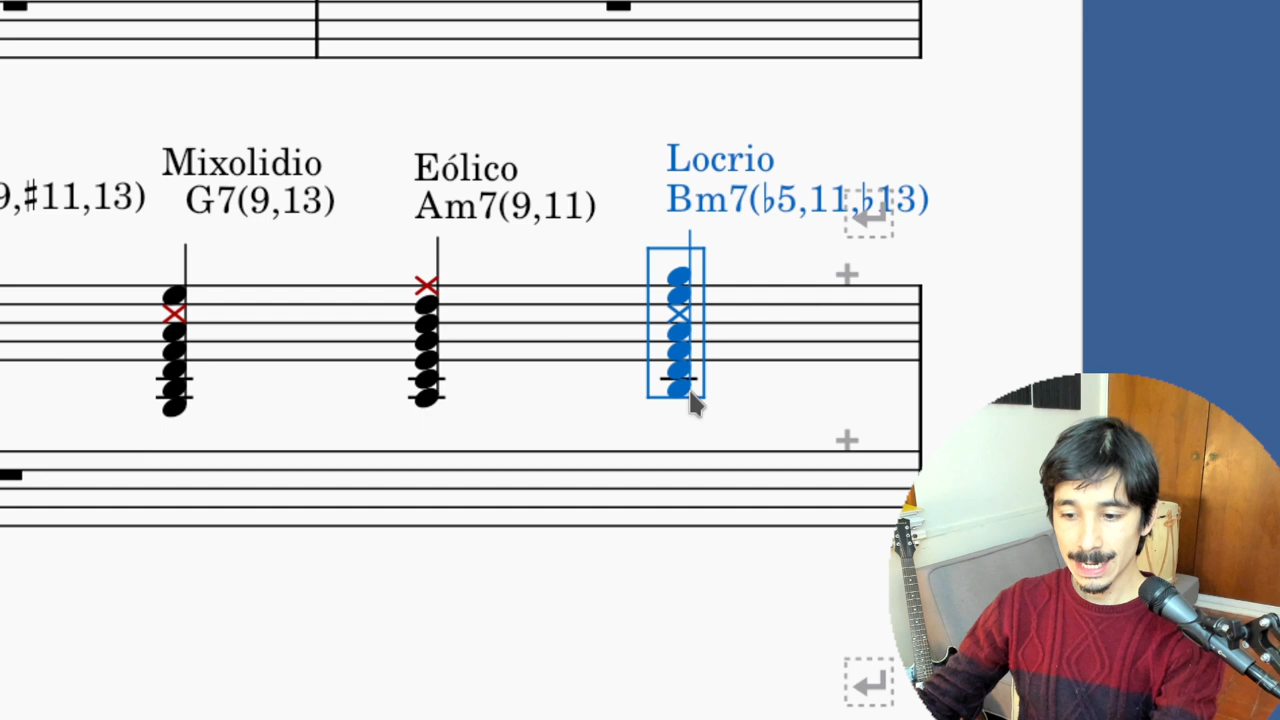 9,♯11,13)
Mixolidio
G7(9,13)
Eólico
Am7(9,11)
Locrio
Bm7(♭5,11,♭13)